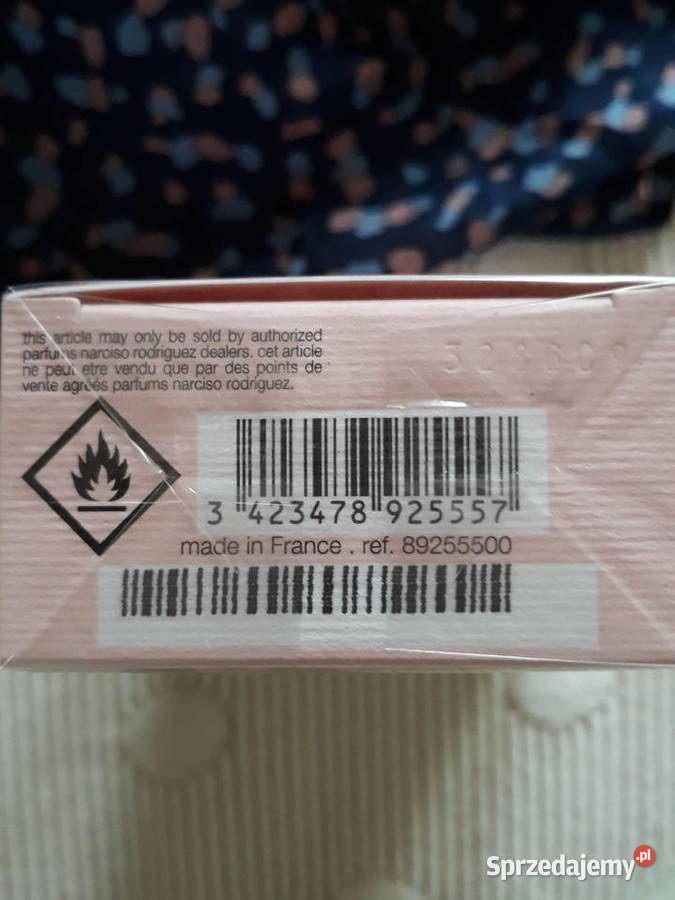 this article may only be sold by authorized
parfums narciso rodriguez dealers. cet article
ne peut etre vendu que par des points de
vente agréés parfums narciso rodriguez.
3 423478 925557
made in France . ref. 89255500
Sprzedajemy.pl